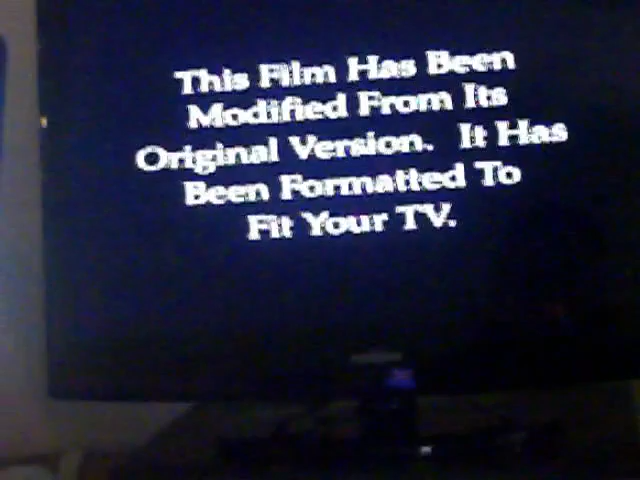 This Film Has Been
Modified From Its
Original Version. It Has
Been Formatted To
Fit Your TV.